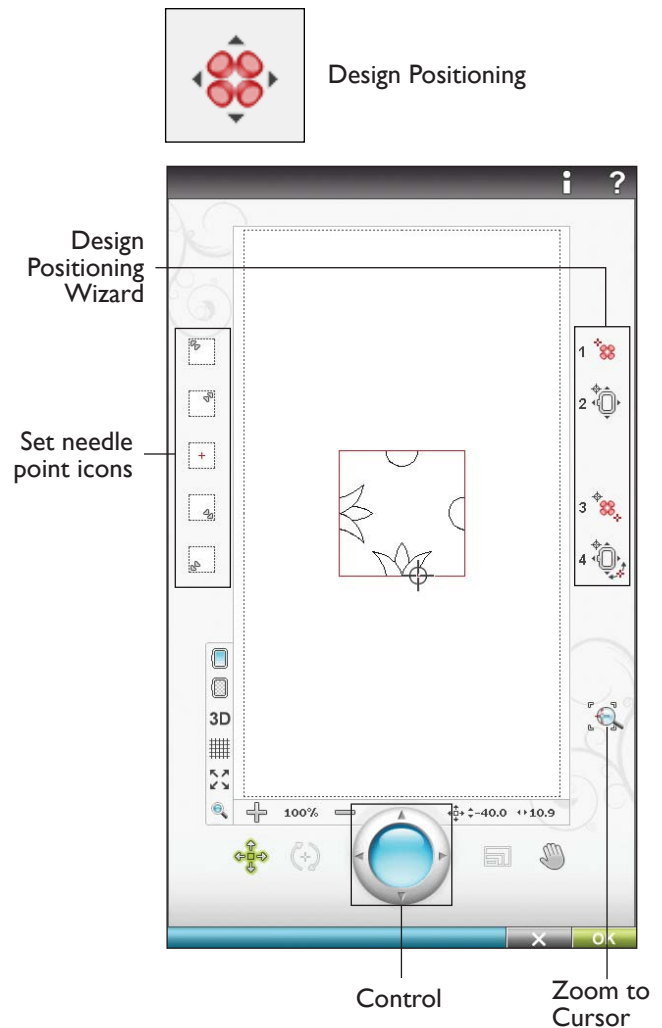 Design Positioning
i ?
Design
Positioning
Wizard
1
2
Set needle
point icons
3
4
3D
100% -40.0 10.9
OK
Control
Zoom to
Cursor